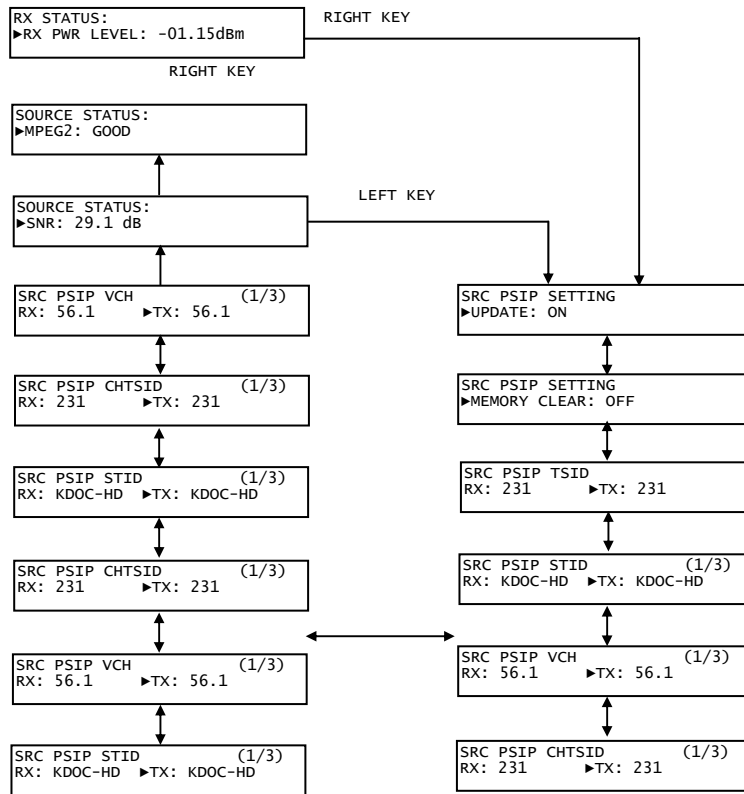 RX STATUS:
►RX PWR LEVEL: -01.15dBm
RIGHT KEY
RIGHT KEY
SOURCE STATUS:
►MPEG2: GOOD
SOURCE STATUS:
►SNR: 29.1 dB
LEFT KEY
SRC PSIP VCH (1/3)
RX: 56.1 ►TX: 56.1
SRC PSIP CHTSID (1/3)
RX: 231 ►TX: 231
SRC PSIP STID (1/3)
RX: KDOC-HD ►TX: KDOC-HD
SRC PSIP CHTSID (1/3)
RX: 231 ►TX: 231
SRC PSIP VCH (1/3)
RX: 56.1 ►TX: 56.1
SRC PSIP STID (1/3)
RX: KDOC-HD ►TX: KDOC-HD
SRC PSIP SETTING
►UPDATE: ON
SRC PSIP SETTING
►MEMORY CLEAR: OFF
SRC PSIP TSID
RX: 231 ►TX: 231
SRC PSIP STID (1/3)
RX: KDOC-HD ►TX: KDOC-HD
SRC PSIP VCH (1/3)
RX: 56.1 ►TX: 56.1
SRC PSIP CHTSID (1/3)
RX: 231 ►TX: 231